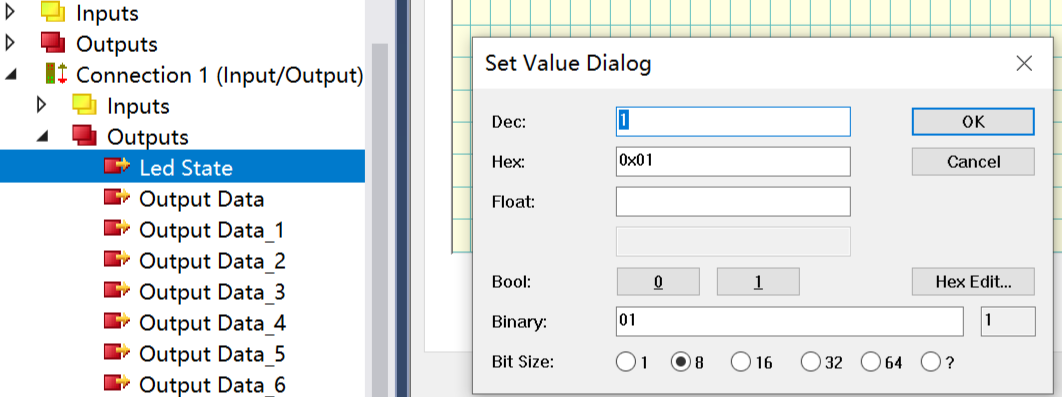 Inputs
Outputs
Connection 1 (Input/Output)
Inputs
Outputs
Led State
Output Data
Output Data_1
Output Data_2
Output Data_3
Output Data_4
Output Data_5
Output Data_6
Set Value Dialog
Dec: 1 OK
Hex: 0x01 Cancel
Float:
Bool: 0 1 Hex Edit...
Binary: 01 1
Bit Size: 1 8 16 32 64 ?